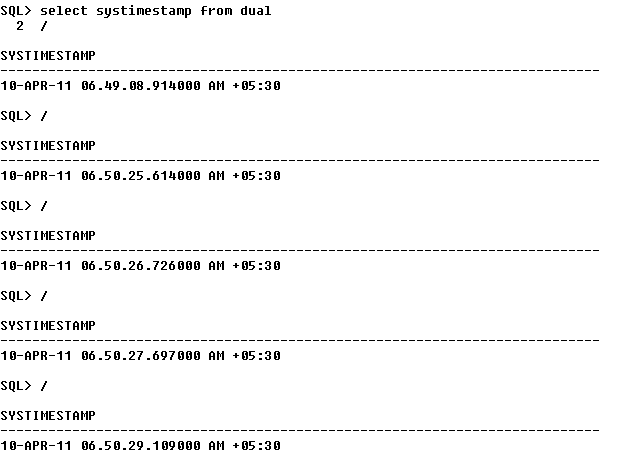 SQL> select systimestamp from dual
  2  /
SYSTIMESTAMP
---------------------------------------------------------------------------
10-APR-11 06.49.08.914000 AM +05:30
SQL> /
SYSTIMESTAMP
---------------------------------------------------------------------------
10-APR-11 06.50.25.614000 AM +05:30
SQL> /
SYSTIMESTAMP
---------------------------------------------------------------------------
10-APR-11 06.50.26.726000 AM +05:30
SQL> /
SYSTIMESTAMP
---------------------------------------------------------------------------
10-APR-11 06.50.27.697000 AM +05:30
SQL> /
SYSTIMESTAMP
---------------------------------------------------------------------------
10-APR-11 06.50.29.109000 AM +05:30